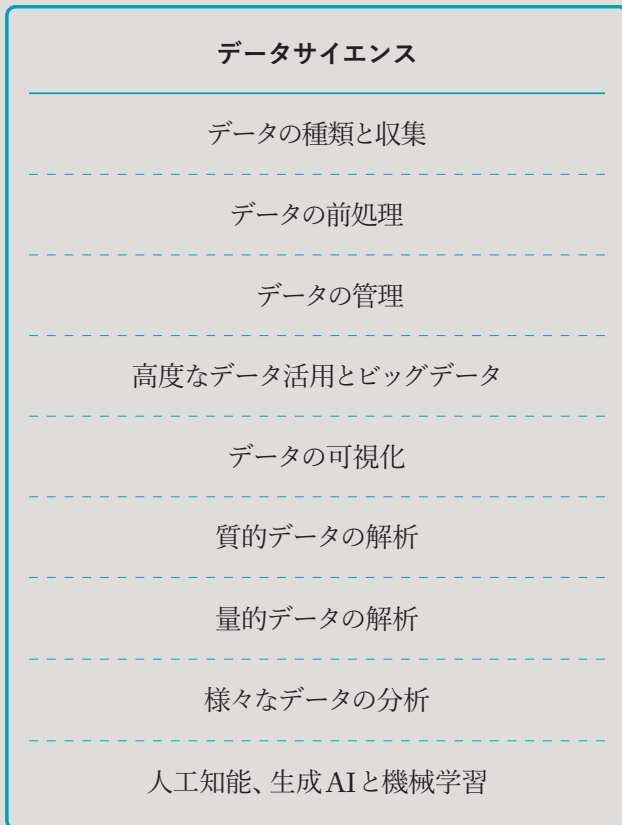 データサイエンス
データの種類と収集
データの前処理
データの管理
高度なデータ活用とビッグデータ
データの可視化
質的データの解析
量的データの解析
様々なデータの分析
人工知能、生成AIと機械学習